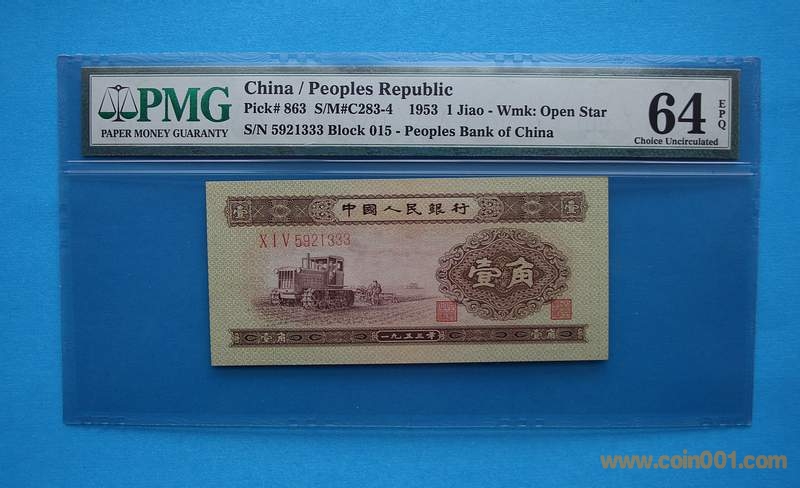 PMG
PAPER MONEY GUARANTY
China / Peoples Republic
Pick# 863 S/M#C283-4 1953 1 Jiao - Wmk: Open Star
S/N 5921333 Block 015 - Peoples Bank of China
64 EPQ
Choice Uncirculated
壹 中國人民銀行 壹
X I V 5921333
壹角
壹角 一九五三年 壹角
www.coin001.com